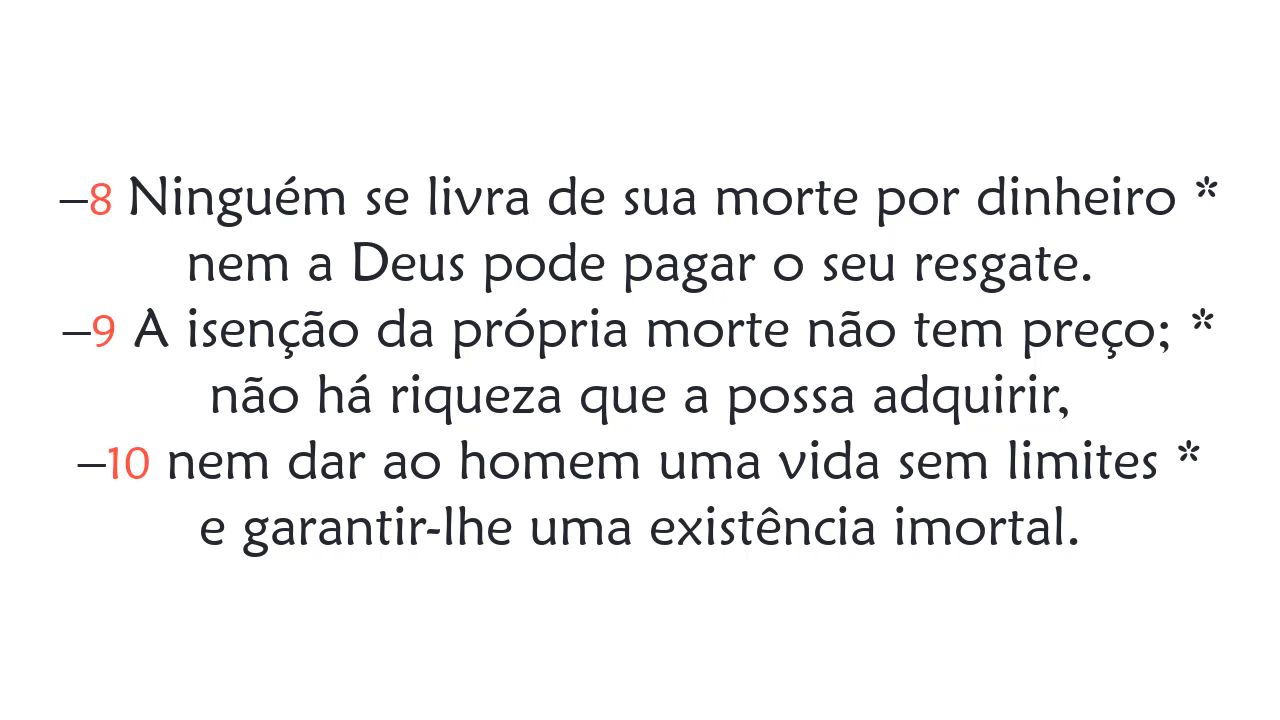 –8 Ninguém se livra de sua morte por dinheiro *
nem a Deus pode pagar o seu resgate.
–9 A isenção da própria morte não tem preço; *
não há riqueza que a possa adquirir,
–10 nem dar ao homem uma vida sem limites *
e garantir-lhe uma existência imortal.